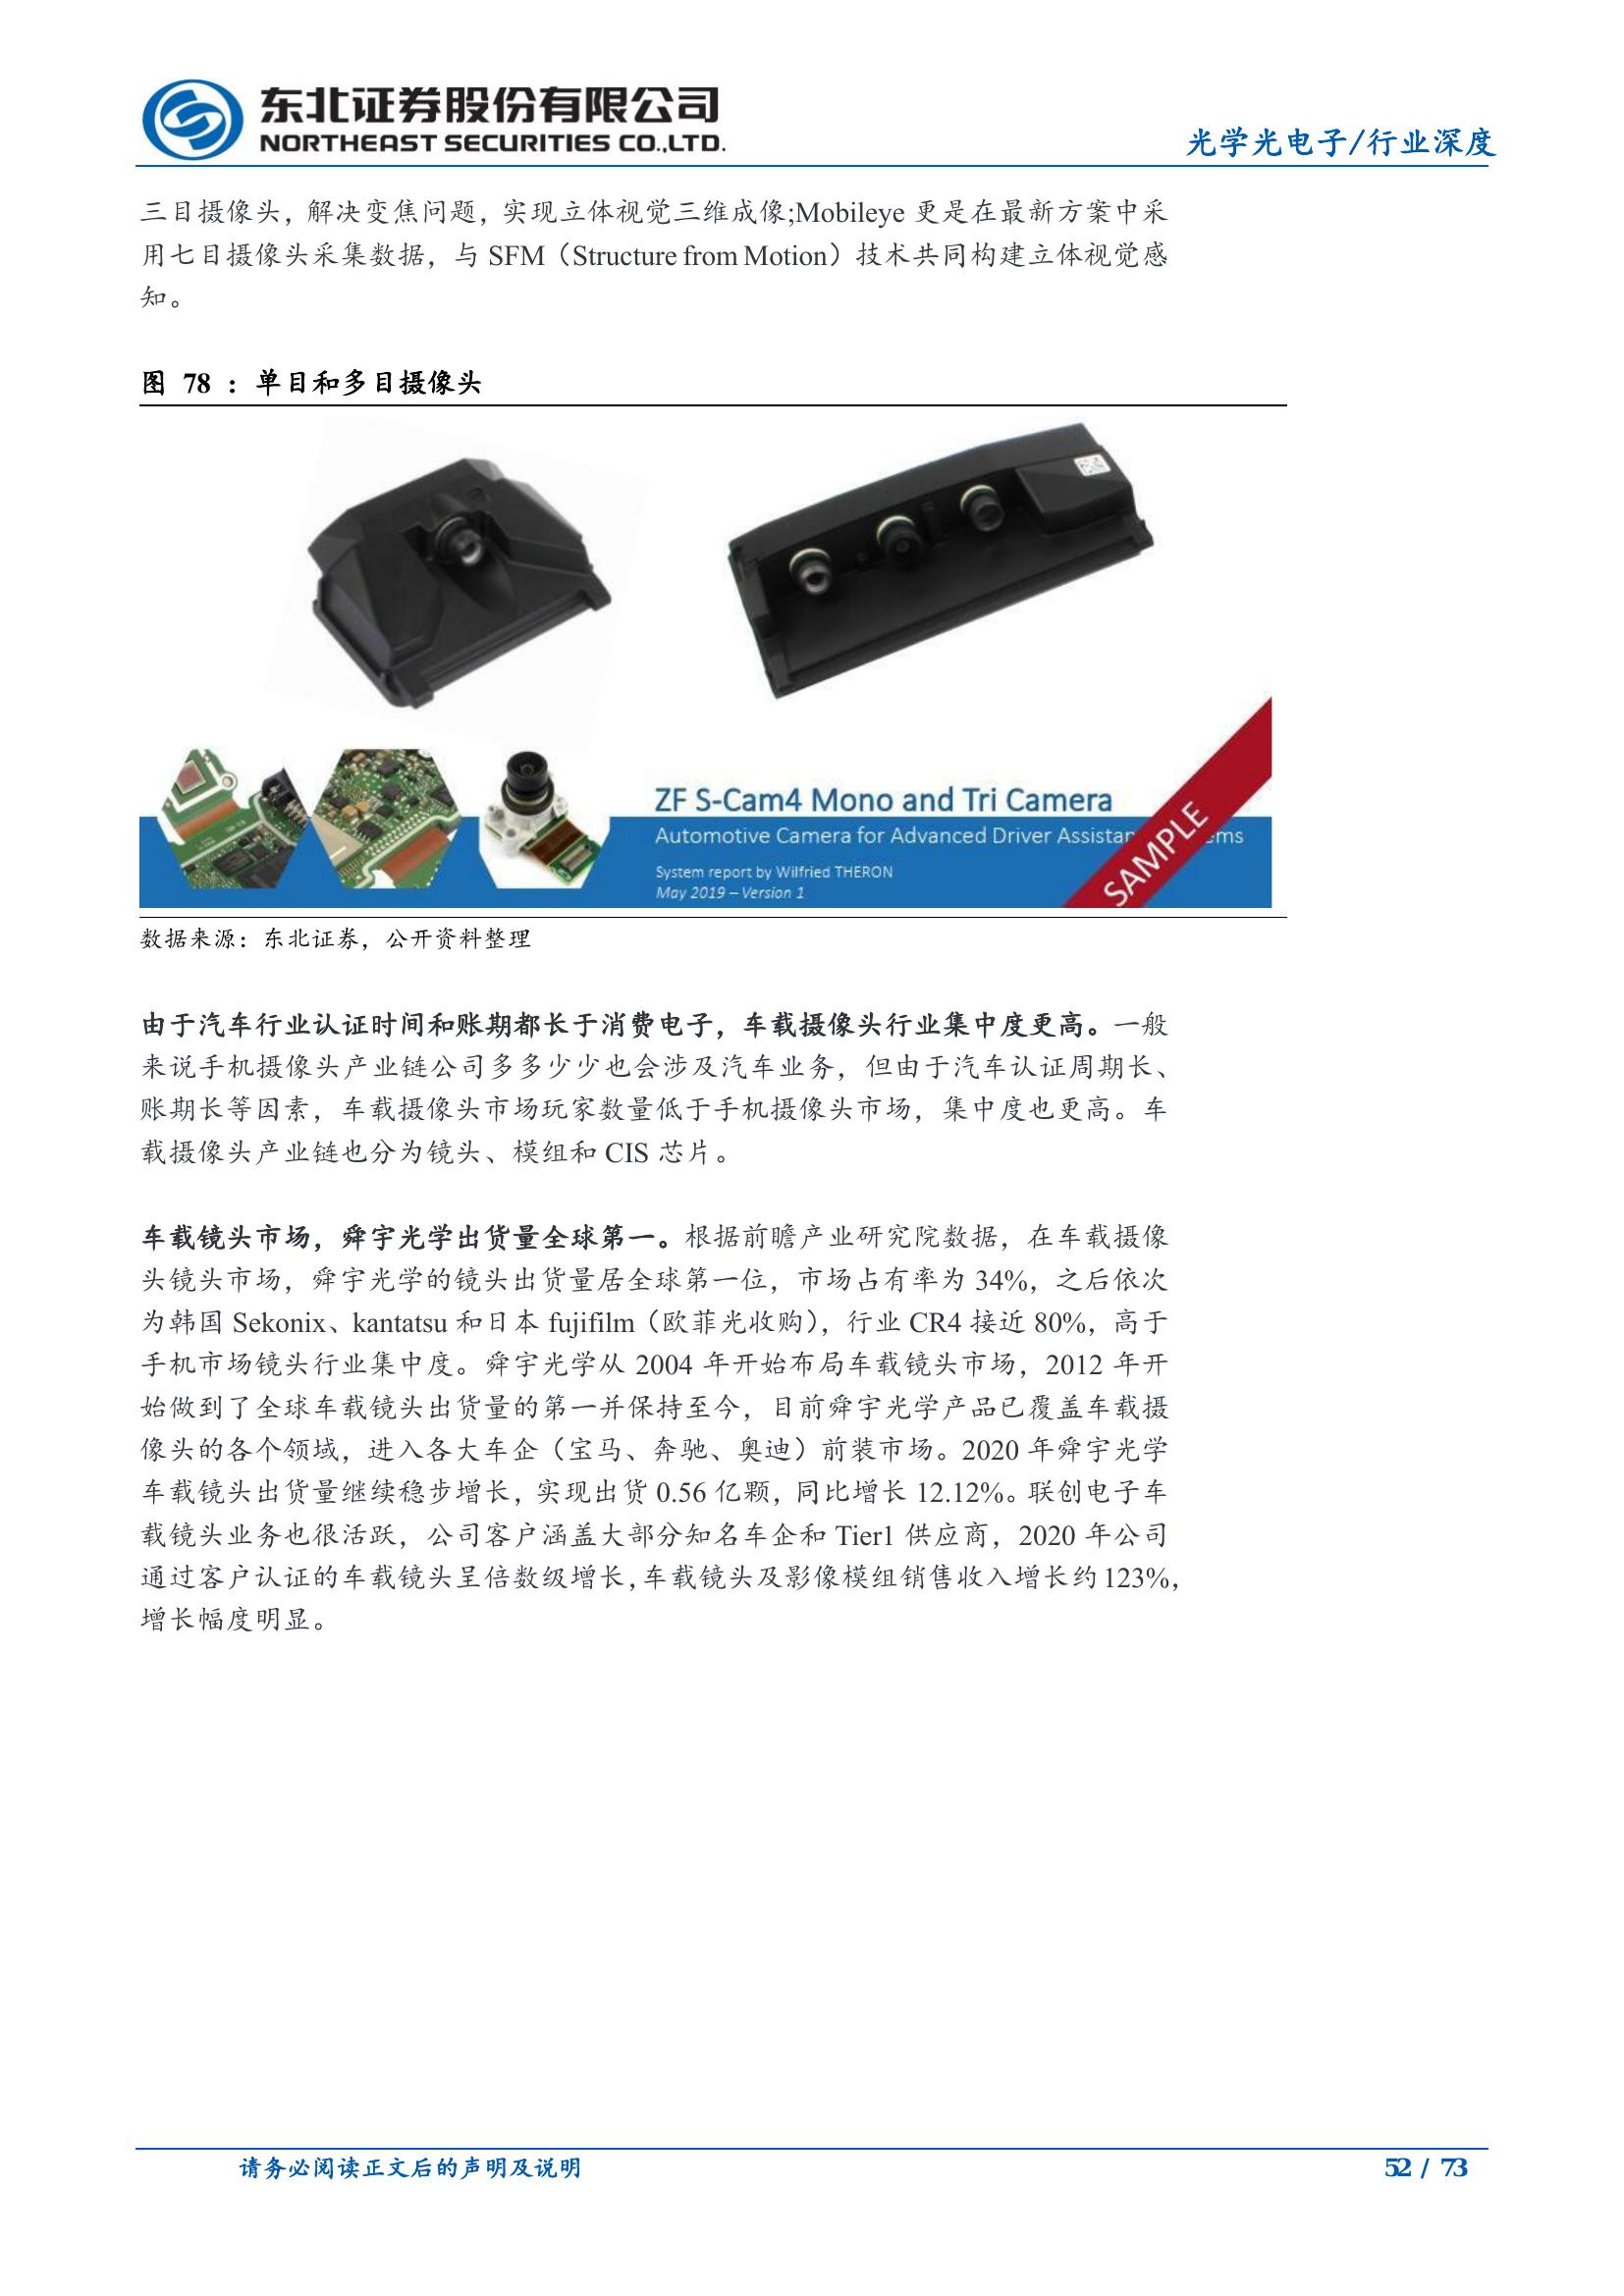 东北证券股份有限公司
NORTHEAST SECURITIES CO.,LTD.
光学光电子/行业深度
三目摄像头，解决变焦问题，实现立体视觉三维成像;Mobileye 更是在最新方案中采
用七目摄像头采集数据，与 SFM（Structure from Motion）技术共同构建立体视觉感
知。
图 78 ：单目和多目摄像头
ZF S-Cam4 Mono and Tri Camera
Automotive Camera for Advanced Driver Assistan ems
System report by Wilfried THERON
May 2019 – Version 1
SAMPLE
数据来源：东北证券，公开资料整理
由于汽车行业认证时间和账期都长于消费电子，车载摄像头行业集中度更高。一般
来说手机摄像头产业链公司多多少少也会涉及汽车业务，但由于汽车认证周期长、
账期长等因素，车载摄像头市场玩家数量低于手机摄像头市场，集中度也更高。车
载摄像头产业链也分为镜头、模组和 CIS 芯片。
车载镜头市场，舜宇光学出货量全球第一。根据前瞻产业研究院数据，在车载摄像
头镜头市场，舜宇光学的镜头出货量居全球第一位，市场占有率为 34%，之后依次
为韩国 Sekonix、kantatsu 和日本 fujifilm（欧菲光收购），行业 CR4 接近 80%，高于
手机市场镜头行业集中度。舜宇光学从 2004 年开始布局车载镜头市场，2012 年开
始做到了全球车载镜头出货量的第一并保持至今，目前舜宇光学产品已覆盖车载摄
像头的各个领域，进入各大车企（宝马、奔驰、奥迪）前装市场。2020 年舜宇光学
车载镜头出货量继续稳步增长，实现出货 0.56 亿颗，同比增长 12.12%。联创电子车
载镜头业务也很活跃，公司客户涵盖大部分知名车企和 Tier1 供应商，2020 年公司
通过客户认证的车载镜头呈倍数级增长，车载镜头及影像模组销售收入增长约 123%，
增长幅度明显。
请务必阅读正文后的声明及说明
52 / 73